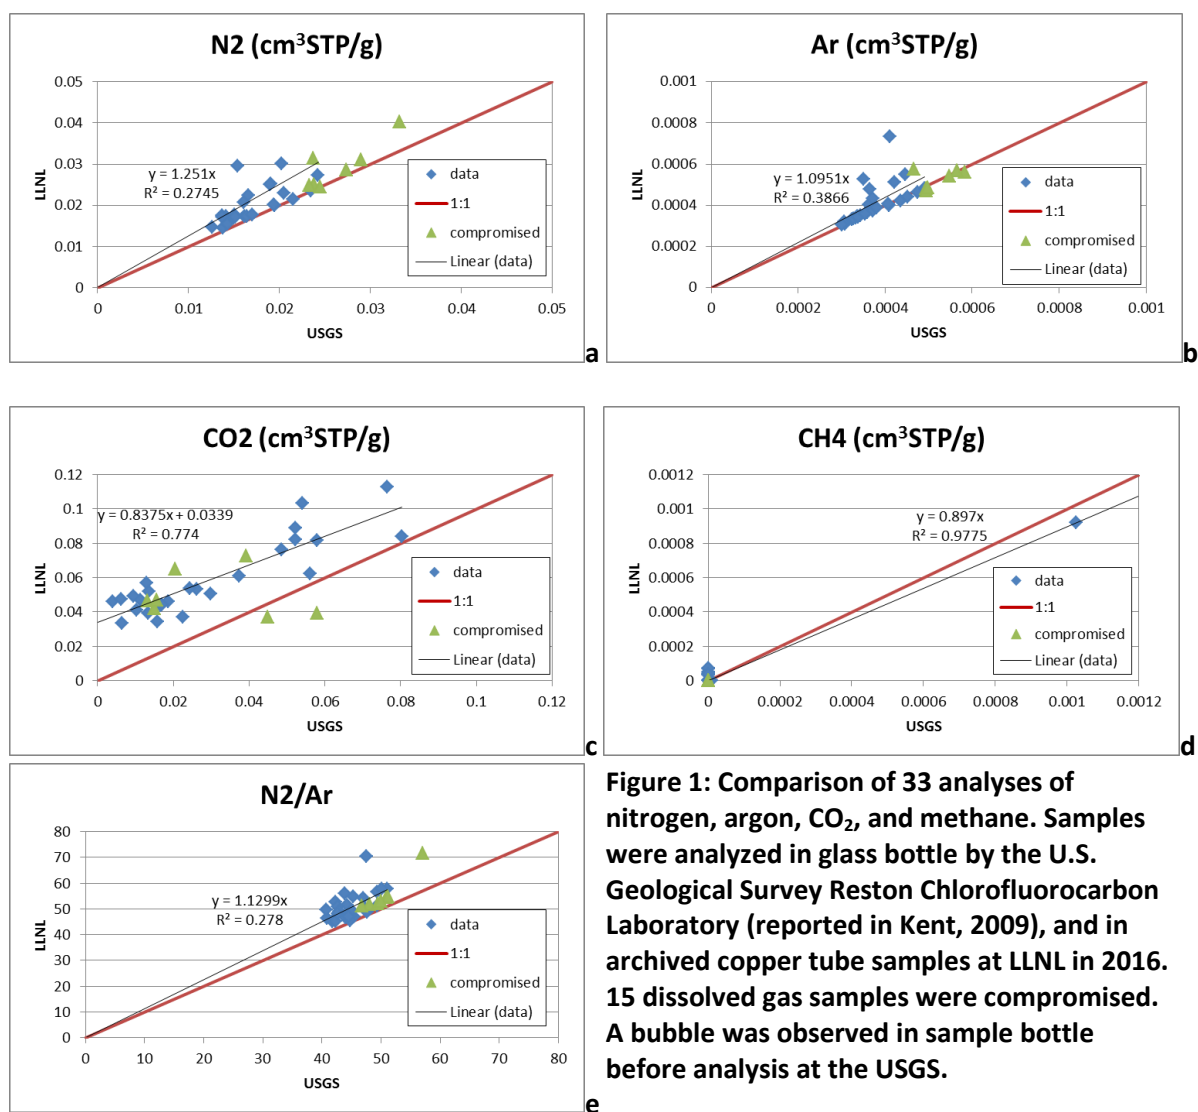 N2 (cm³STP/g)
0.05
0.04
0.03
0.02
0.01
0
LLNL
y = 1.251x
R² = 0.2745
data
1:1
compromised
Linear (data)
0 0.01 0.02 0.03 0.04 0.05
USGS
a
Ar (cm³STP/g)
0.001
0.0008
0.0006
0.0004
0.0002
0
LLNL
y = 1.0951x
R² = 0.3866
data
1:1
compromised
Linear (data)
0 0.0002 0.0004 0.0006 0.0008 0.001
USGS
b
CO2 (cm³STP/g)
0.12
0.1
0.08
0.06
0.04
0.02
0
LLNL
y = 0.8375x + 0.0339
R² = 0.774
data
1:1
compromised
Linear (data)
0 0.02 0.04 0.06 0.08 0.1 0.12
USGS
c
CH4 (cm³STP/g)
0.0012
0.001
0.0008
0.0006
0.0004
0.0002
0
LLNL
y = 0.897x
R² = 0.9775
data
1:1
compromised
Linear (data)
0 0.0002 0.0004 0.0006 0.0008 0.001 0.0012
USGS
d
N2/Ar
80
70
60
50
40
30
20
10
0
LLNL
y = 1.1299x
R² = 0.278
data
1:1
compromised
Linear (data)
0 10 20 30 40 50 60 70 80
USGS
e
Figure 1: Comparison of 33 analyses of
nitrogen, argon, CO₂, and methane. Samples
were analyzed in glass bottle by the U.S.
Geological Survey Reston Chlorofluorocarbon
Laboratory (reported in Kent, 2009), and in
archived copper tube samples at LLNL in 2016.
15 dissolved gas samples were compromised.
A bubble was observed in sample bottle
before analysis at the USGS.